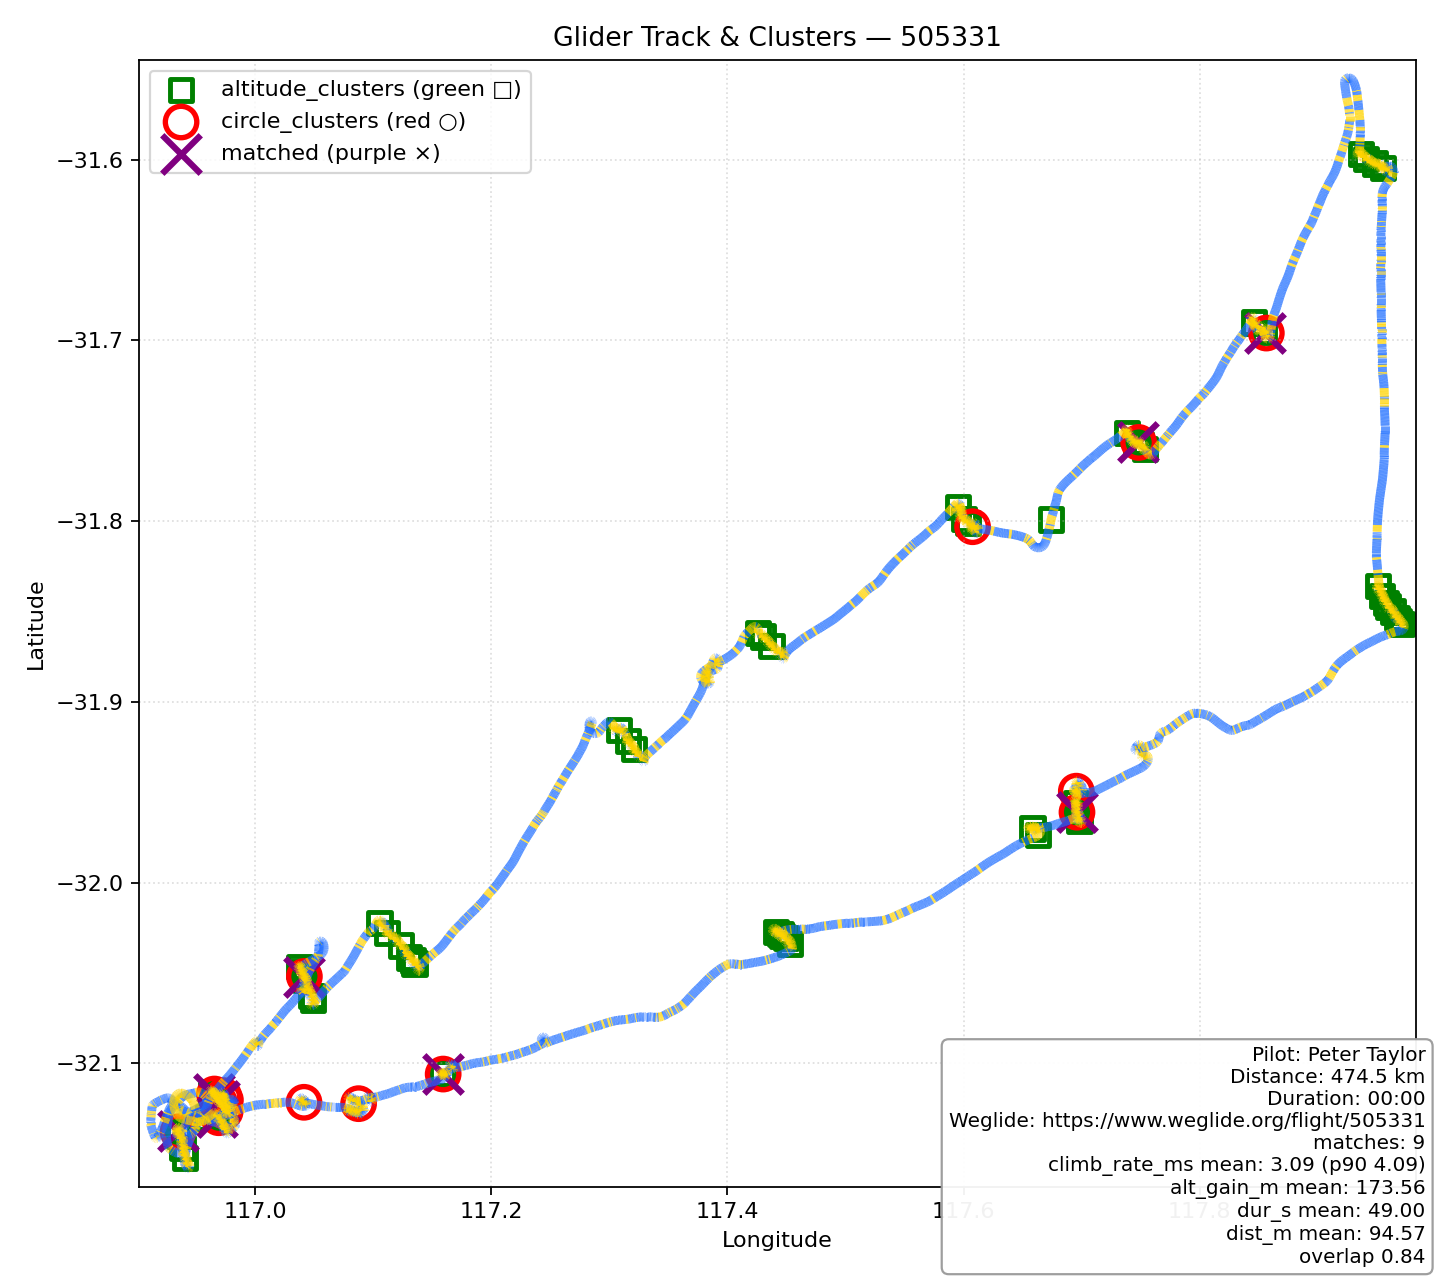 Glider Track & Clusters — 505331
altitude_clusters (green □)
circle_clusters (red ○)
matched (purple ×)
−31.6
−31.7
−31.8
−31.9
−32.0
−32.1
Latitude
117.0
117.2
117.4
117.6
117.8
Longitude
Pilot: Peter Taylor
Distance: 474.5 km
Duration: 00:00
Weglide: https://www.weglide.org/flight/505331
matches: 9
climb_rate_ms mean: 3.09 (p90 4.09)
alt_gain_m mean: 173.56
dur_s mean: 49.00
dist_m mean: 94.57
overlap 0.84